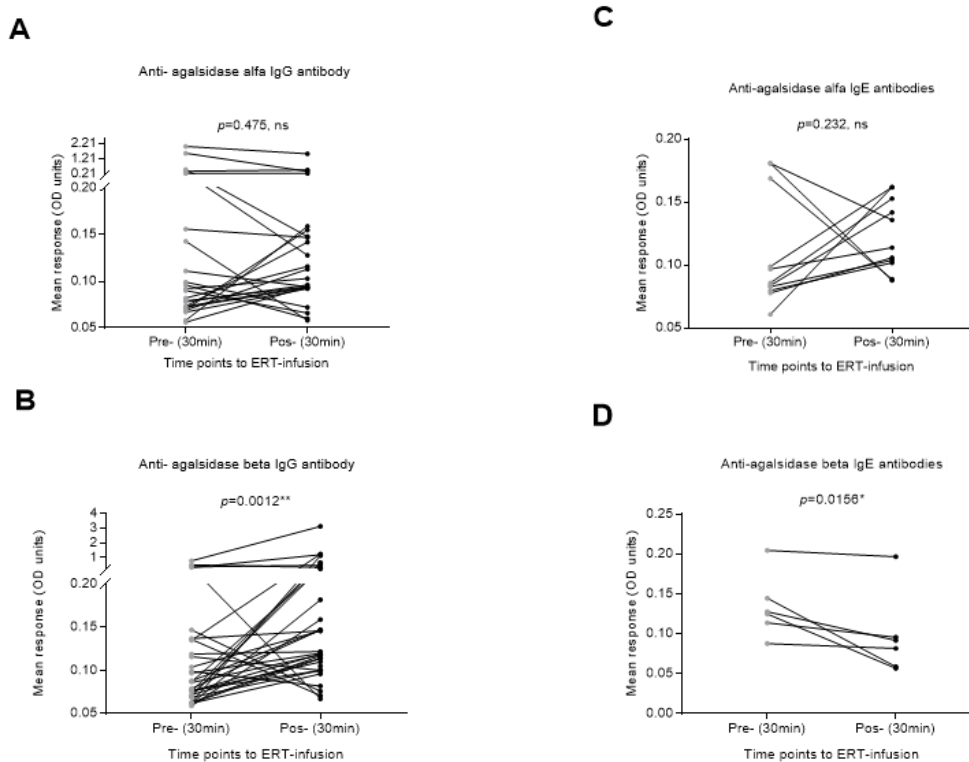 A
Anti- agalsidase alfa IgG antibody
p=0.475, ns
Mean response (OD units)
2.21
1.21
0.21
0.20
0.15
0.10
0.05
Pre- (30min)
Pos- (30min)
Time points to ERT-infusion
C
Anti-agalsidase alfa IgE antibodies
p=0.232, ns
Mean response (OD units)
0.20
0.15
0.10
0.05
Pre- (30min)
Pos- (30min)
Time points to ERT-infusion
B
Anti- agalsidase beta IgG antibody
p=0.0012**
Mean response (OD units)
4
3
2
1
0.20
0.15
0.10
0.05
Pre- (30min)
Pos- (30min)
Time points to ERT-infusion
D
Anti-agalsidase beta IgE antibodies
p=0.0156*
Mean response (OD units)
0.25
0.20
0.15
0.10
0.05
0.00
Pre- (30min)
Pos- (30min)
Time points to ERT-infusion